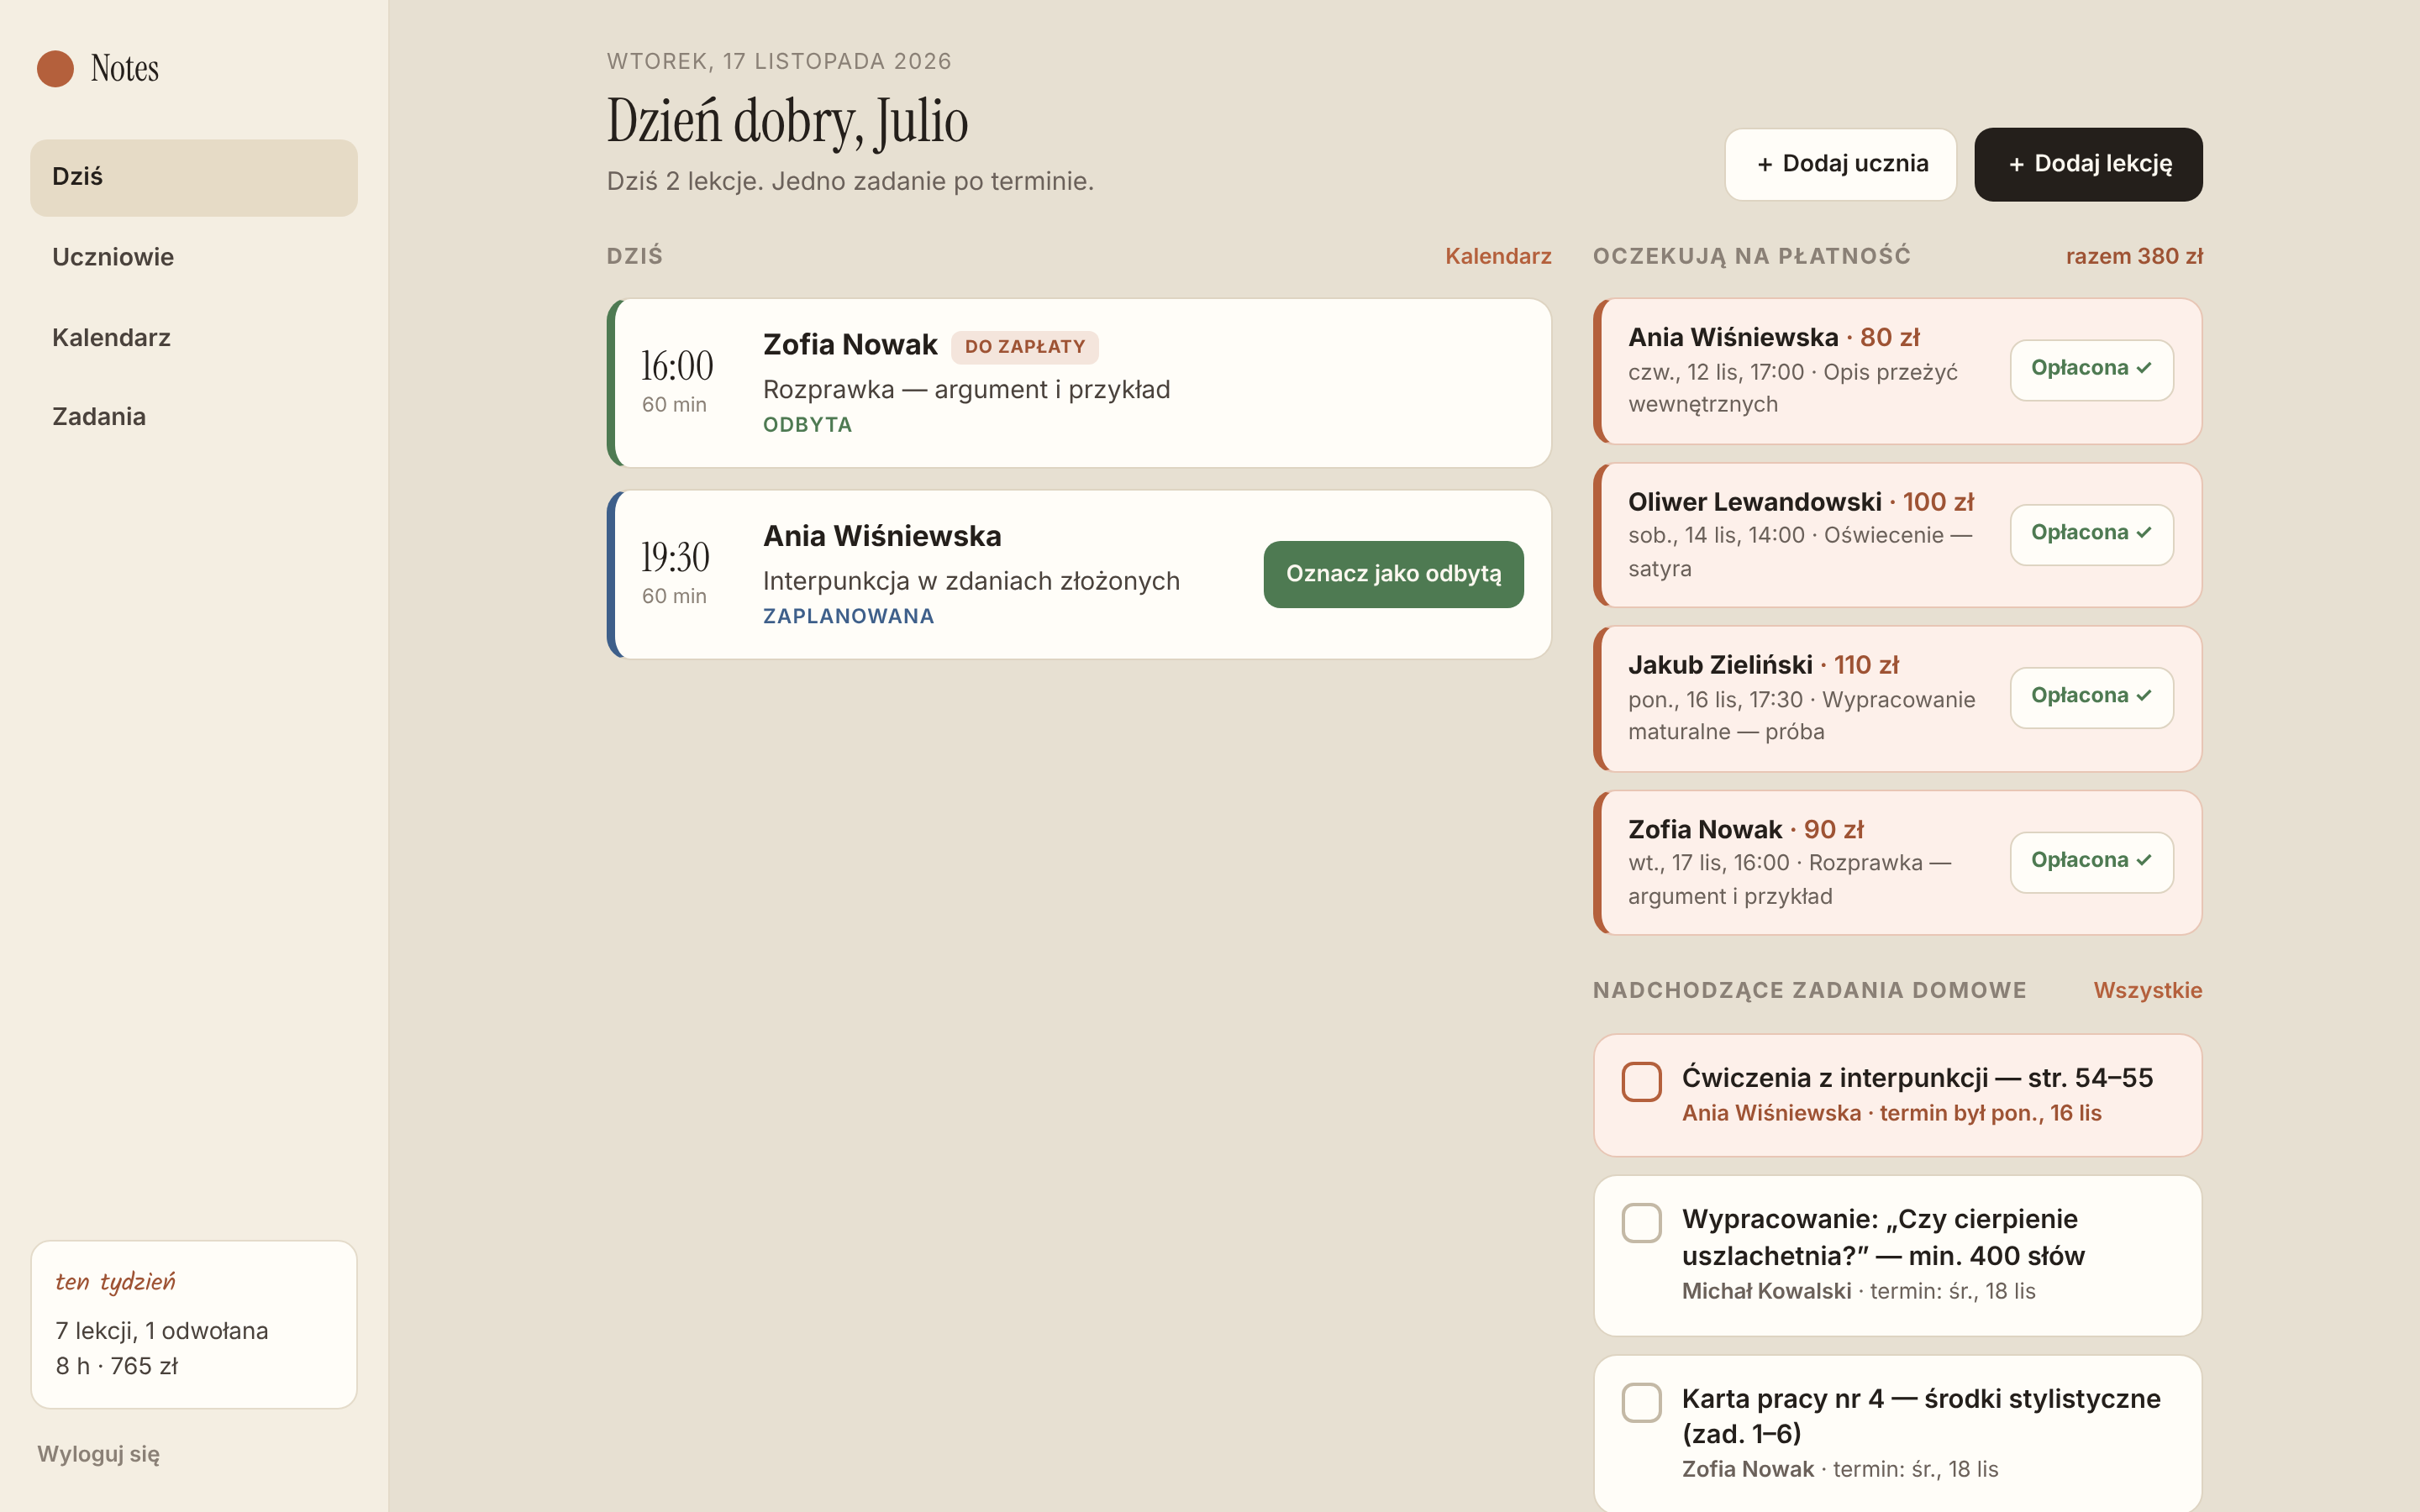 Notes
Dziś
Uczniowie
Kalendarz
Zadania
ten tydzień
7 lekcji, 1 odwołana
8 h · 765 zł
Wyloguj się
WTOREK, 17 LISTOPADA 2026
Dzień dobry, Julio
Dziś 2 lekcje. Jedno zadanie po terminie.
+ Dodaj ucznia
+ Dodaj lekcję
DZIŚ
Kalendarz
16:00
60 min
Zofia Nowak DO ZAPŁATY
Rozprawka — argument i przykład
ODBYTA
19:30
60 min
Ania Wiśniewska
Interpunkcja w zdaniach złożonych
ZAPLANOWANA
Oznacz jako odbytą
OCZEKUJĄ NA PŁATNOŚĆ
razem 380 zł
Ania Wiśniewska · 80 zł
czw., 12 lis, 17:00 · Opis przeżyć
wewnętrznych
Opłacona ✓
Oliwer Lewandowski · 100 zł
sob., 14 lis, 14:00 · Oświecenie —
satyra
Opłacona ✓
Jakub Zieliński · 110 zł
pon., 16 lis, 17:30 · Wypracowanie
maturalne — próba
Opłacona ✓
Zofia Nowak · 90 zł
wt., 17 lis, 16:00 · Rozprawka —
argument i przykład
Opłacona ✓
NADCHODZĄCE ZADANIA DOMOWE
Wszystkie
Ćwiczenia z interpunkcji — str. 54–55
Ania Wiśniewska · termin był pon., 16 lis
Wypracowanie: „Czy cierpienie
uszlachetnia?” — min. 400 słów
Michał Kowalski · termin: śr., 18 lis
Karta pracy nr 4 — środki stylistyczne
(zad. 1–6)
Zofia Nowak · termin: śr., 18 lis